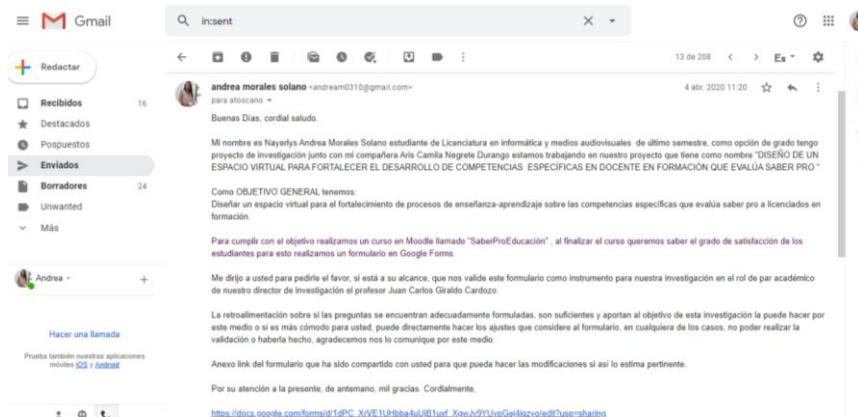 Gmail
in:sent
Redactar
13 de 208
Es
Recibidos 16
Destacados
Pospuestos
Enviados
Borradores 24
Unwanted
Más
Andrea
Hacer una llamada
Prueba también nuestras aplicaciones
móviles iOS y Android
andrea morales solano <andream0310@gmail.com>
4 abr. 2020 11:20
para atoscano
Buenas Días, cordial saludo.
Mi nombre es Nayerlys Andrea Morales Solano estudiante de Licenciatura en informática y medios audiovisuales de último semestre, como opción de grado tengo
proyecto de investigación junto con mi compañera Aris Camila Negrete Durango estamos trabajando en nuestro proyecto que tiene como nombre "DISEÑO DE UN
ESPACIO VIRTUAL PARA FORTALECER EL DESARROLLO DE COMPETENCIAS ESPECÍFICAS EN DOCENTE EN FORMACIÓN QUE EVALÚA SABER PRO "
Como OBJETIVO GENERAL tenemos:
Diseñar un espacio virtual para el fortalecimiento de procesos de enseñanza-aprendizaje sobre las competencias específicas que evalúa saber pro a licenciados en
formación.
Para cumplir con el objetivo realizamos un curso en Moodle llamado "SaberProEducación" , al finalizar el curso queremos saber el grado de satisfacción de los
estudiantes para esto realizamos un formulario en Google Forms.
Me dirijo a usted para pedirle el favor, si está a su alcance, que nos valide este formulario como instrumento para nuestra investigación en el rol de par académico
de nuestro director de investigación el profesor Juan Carlos Giraldo Cardozo.
La retroalimentación sobre si las preguntas se encuentran adecuadamente formuladas, son suficientes y aportan al objetivo de esta investigación la puede hacer por
este medio o si es más cómodo para usted, puede directamente hacer los ajustes que considere al formulario, en cualquiera de los casos, no poder realizar la
validación o haberla hecho, agradecemos nos lo comunique por este medio.
Anexo link del formulario que ha sido compartido con usted para que pueda hacer las modificaciones si así lo estima pertinente.
Por su atención a la presente, de antemano, mil gracias. Cordialmente,